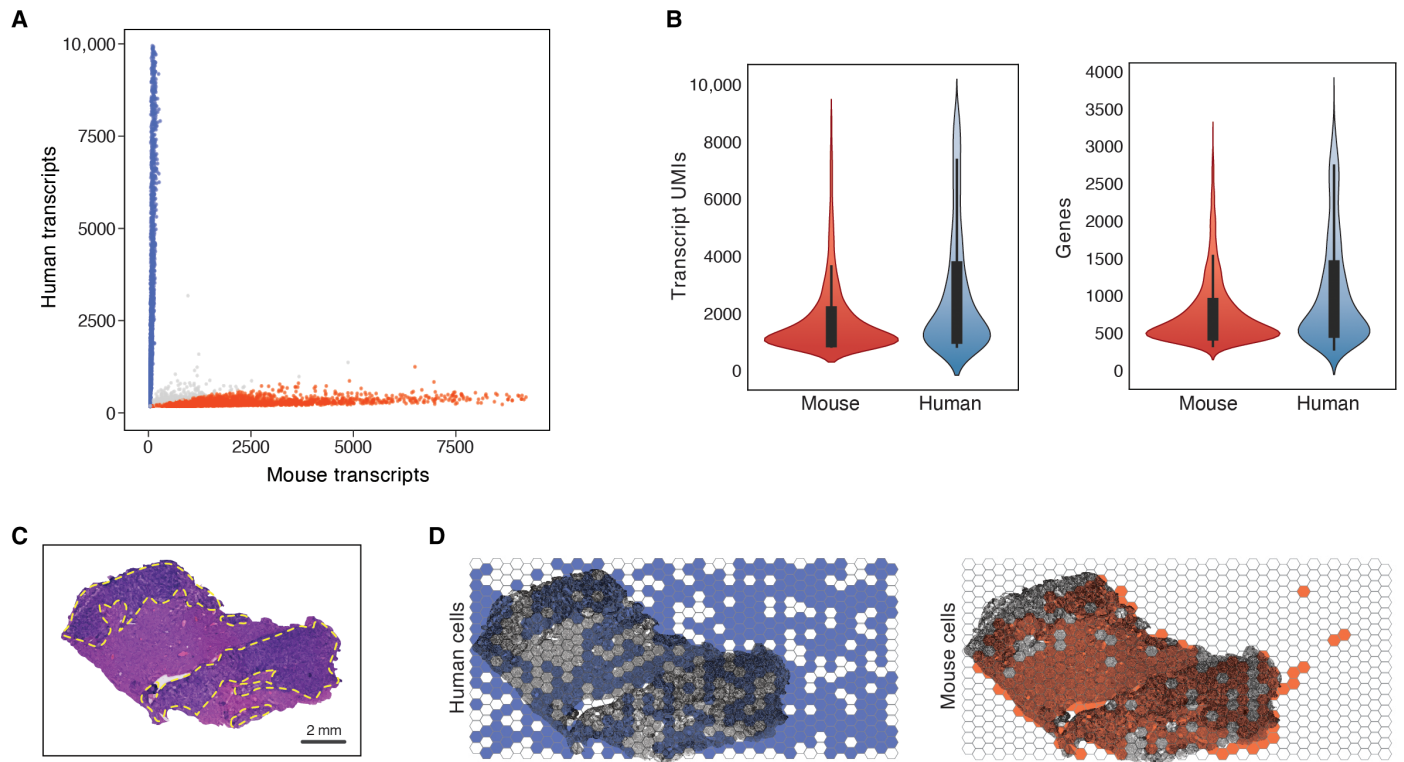 A
Human transcripts
10,000
7500
5000
2500
0
0 2500 5000 7500
Mouse transcripts
B
Transcript UMIs
10,000
8000
6000
4000
2000
0
Mouse Human
Genes
4000
3500
3000
2500
2000
1500
1000
500
0
Mouse Human
C
2 mm
D
Human cells
Mouse cells